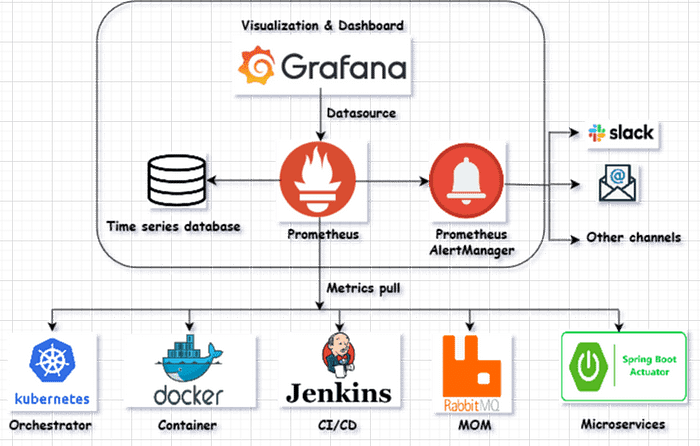 Visualization & Dashboard
Grafana
Datasource
slack
@
Time series database
Prometheus
Prometheus
AlertManager
Other channels
Metrics pull
kubernetes
docker
Jenkins
RabbitMQ
Spring Boot
Actuator
Orchestrator
Container
CI/CD
MOM
Microservices